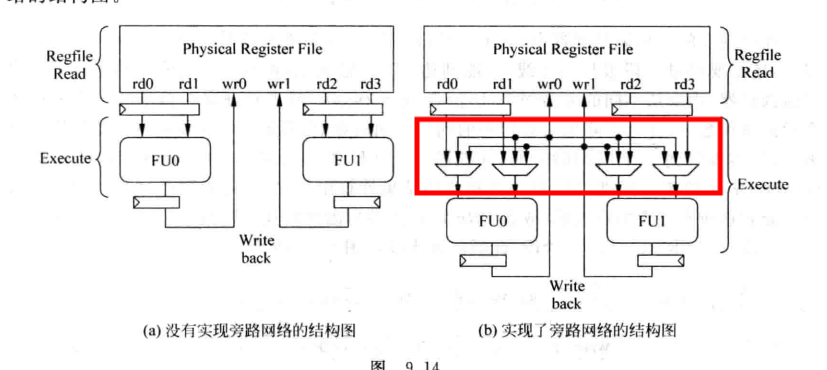 络的结构图。
Physical Register File
rd0 rd1 wr0 wr1 rd2 rd3
Regfile
Read
Execute
FU0
FU1
Write
back
Physical Register File
rd0 rd1 wr0 wr1 rd2 rd3
Regfile
Read
Execute
FU0
FU1
Write
back
(a) 没有实现旁路网络的结构图
(b) 实现了旁路网络的结构图
图 9.14